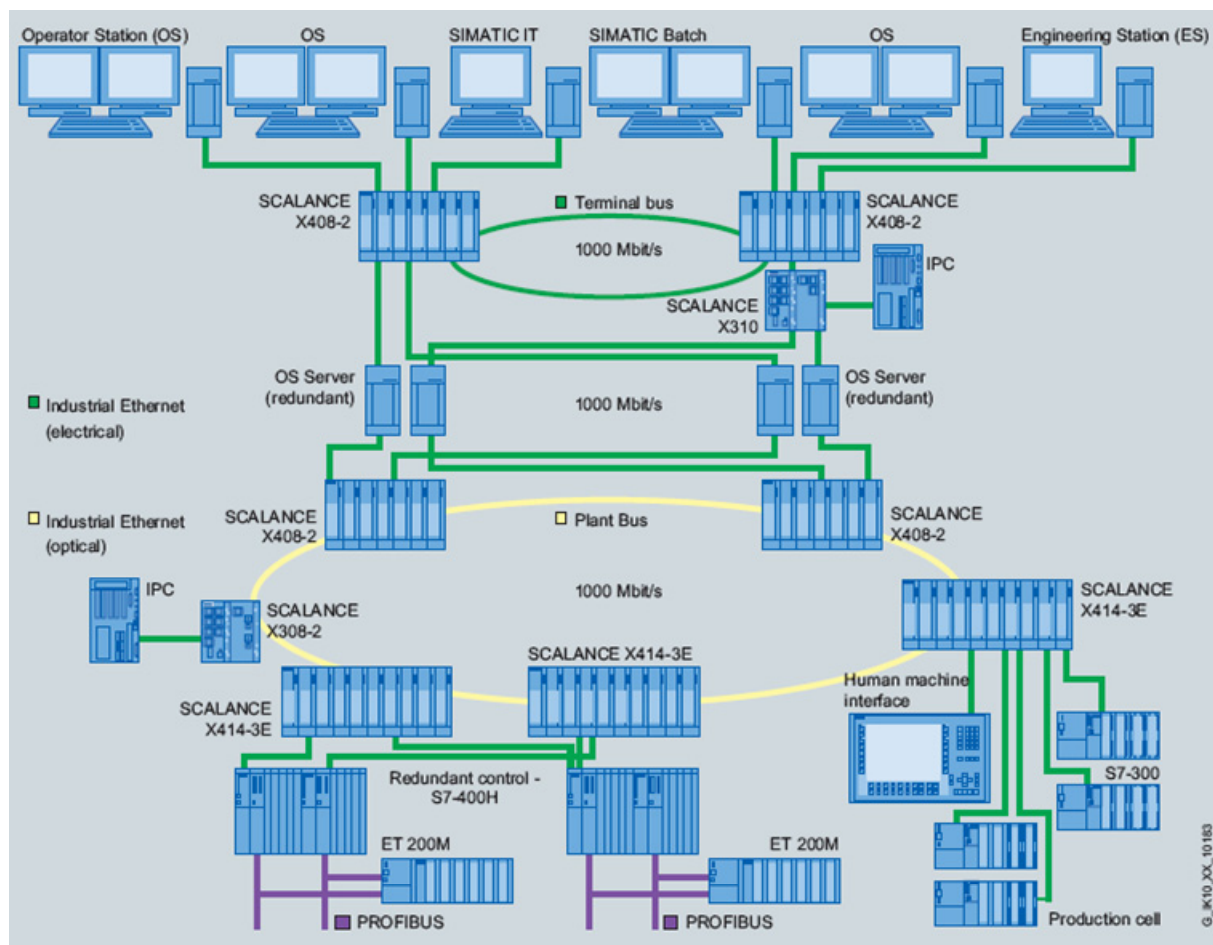 Operator Station (OS)
OS
SIMATIC IT
SIMATIC Batch
OS
Engineering Station (ES)
SCALANCE
X408-2
Terminal bus
SCALANCE
X408-2
1000 Mbit/s
IPC
SCALANCE
X310
OS Server
(redundant)
OS Server
(redundant)
Industrial Ethernet
(electrical)
1000 Mbit/s
Industrial Ethernet
(optical)
SCALANCE
X408-2
Plant Bus
SCALANCE
X408-2
IPC
1000 Mbit/s
SCALANCE
X414-3E
SCALANCE
X308-2
SCALANCE X414-3E
Human machine
interface
SCALANCE
X414-3E
Redundant control -
S7-400H
S7-300
ET 200M
ET 200M
PROFIBUS
PROFIBUS
Production cell
G_IK10_XX_10183